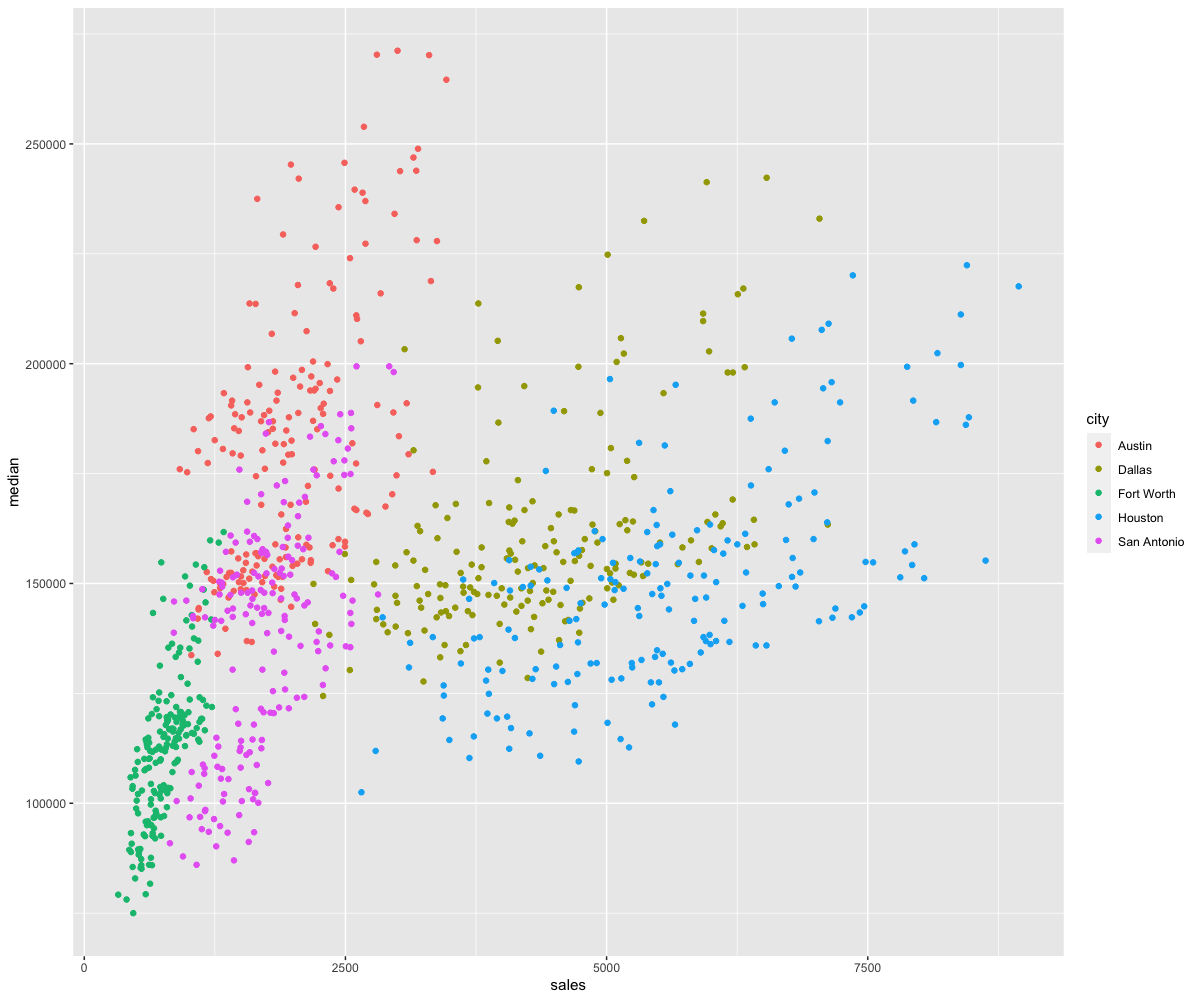 median
250000
200000
150000
100000
0
2500
5000
7500
sales
city
Austin
Dallas
Fort Worth
Houston
San Antonio